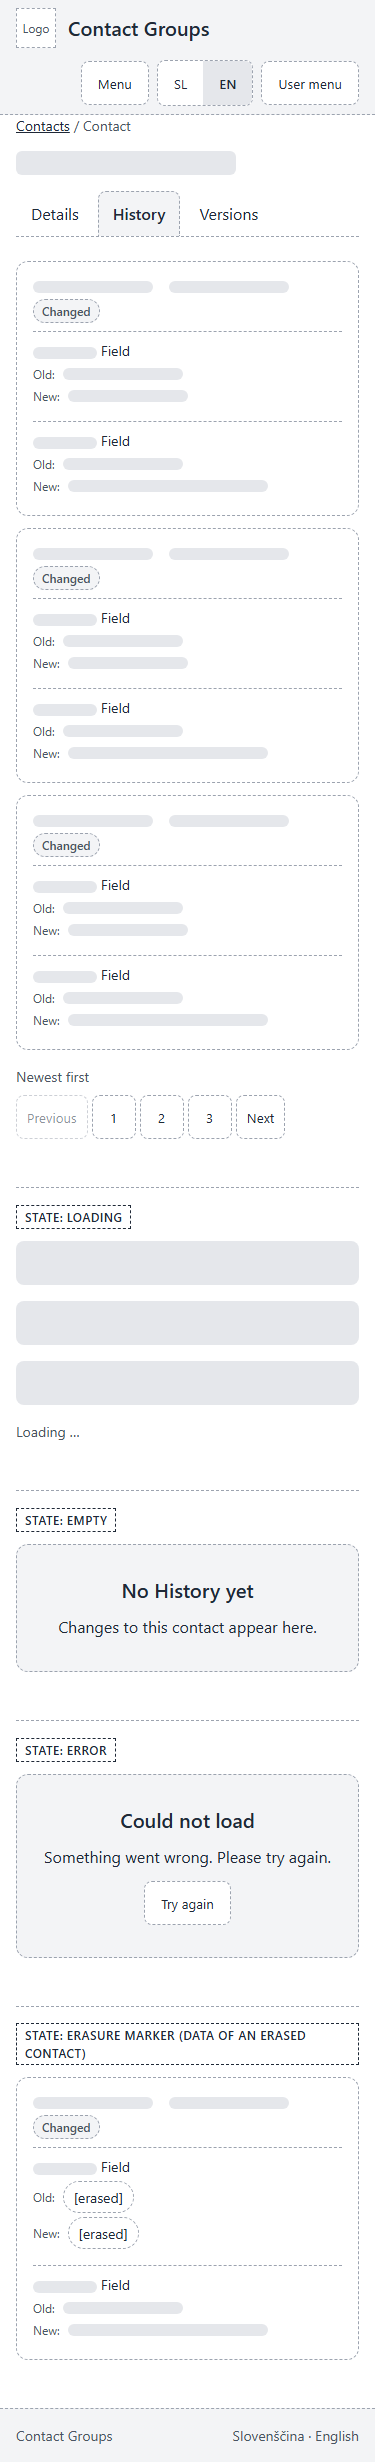 Logo Contact Groups
Menu SL EN User menu
Contacts / Contact
Details History Versions
Changed
Field
Old:
New:
Field
Old:
New:
Changed
Field
Old:
New:
Field
Old:
New:
Changed
Field
Old:
New:
Field
Old:
New:
Newest first
Previous 1 2 3 Next
STATE: LOADING
Loading ...
STATE: EMPTY
No History yet
Changes to this contact appear here.
STATE: ERROR
Could not load
Something went wrong. Please try again.
Try again
STATE: ERASURE MARKER (DATA OF AN ERASED
CONTACT)
Changed
Field
Old: [erased]
New: [erased]
Field
Old:
New:
Contact Groups Slovenščina · English